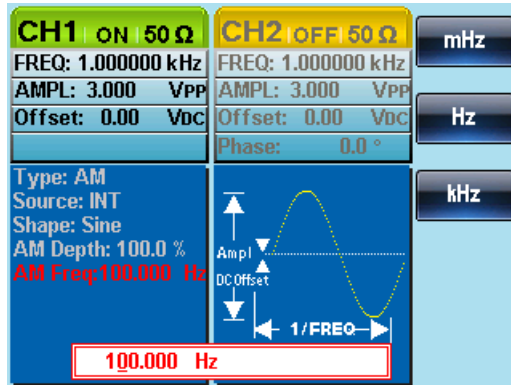 CH1 ON 50 Ω
FREQ: 1.000000 kHz
AMPL: 3.000 VPP
Offset: 0.00 VDC
CH2 OFF 50 Ω
FREQ: 1.000000 kHz
AMPL: 3.000 VPP
Offset: 0.00 VDC
Phase: 0.0 °
mHz
Hz
kHz
Type: AM
Source: INT
Shape: Sine
AM Depth: 100.0 %
AM Freq:100.000 Hz
Ampl
DC Offset
1/FREQ
100.000 Hz